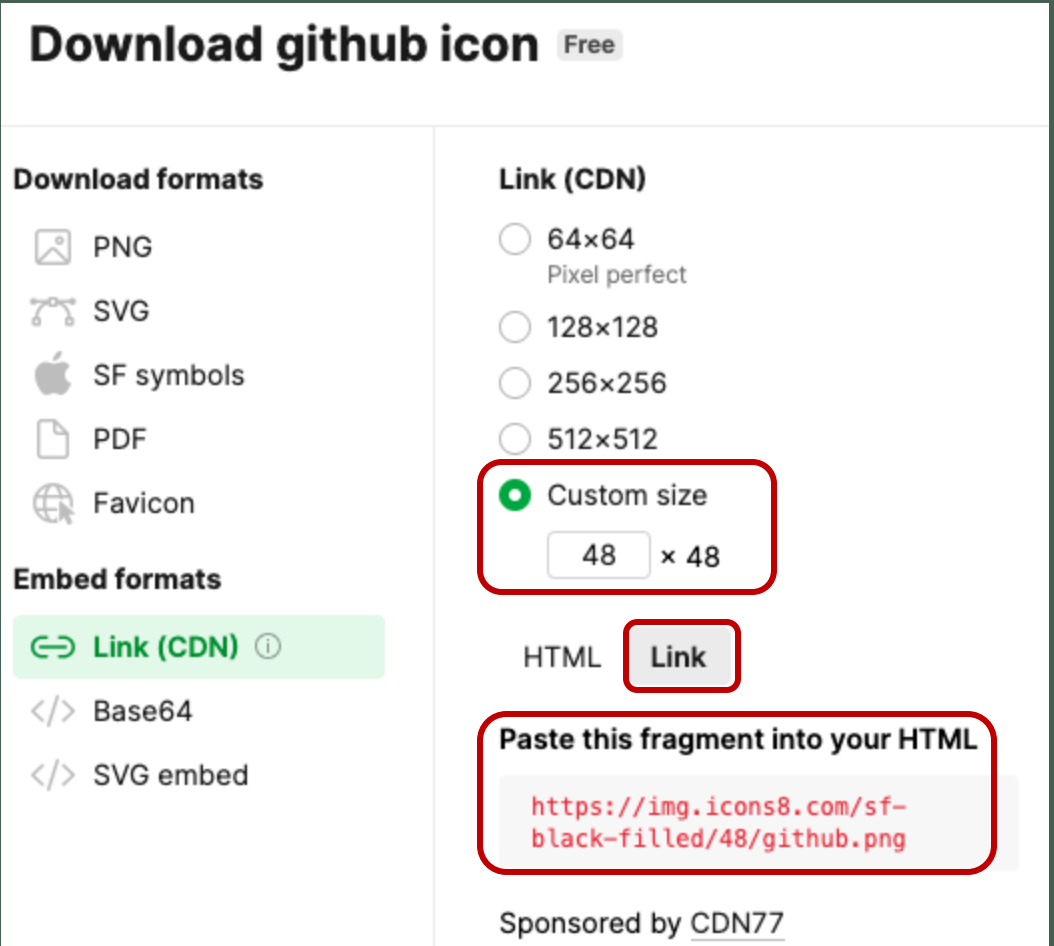 Download github icon Free
Download formats
PNG
SVG
SF symbols
PDF
Favicon
Embed formats
Link (CDN)
Base64
SVG embed
Link (CDN)
64×64
Pixel perfect
128×128
256×256
512×512
Custom size
48 × 48
HTML Link
Paste this fragment into your HTML
https://img.icons8.com/sf-
black-filled/48/github.png
Sponsored by CDN77